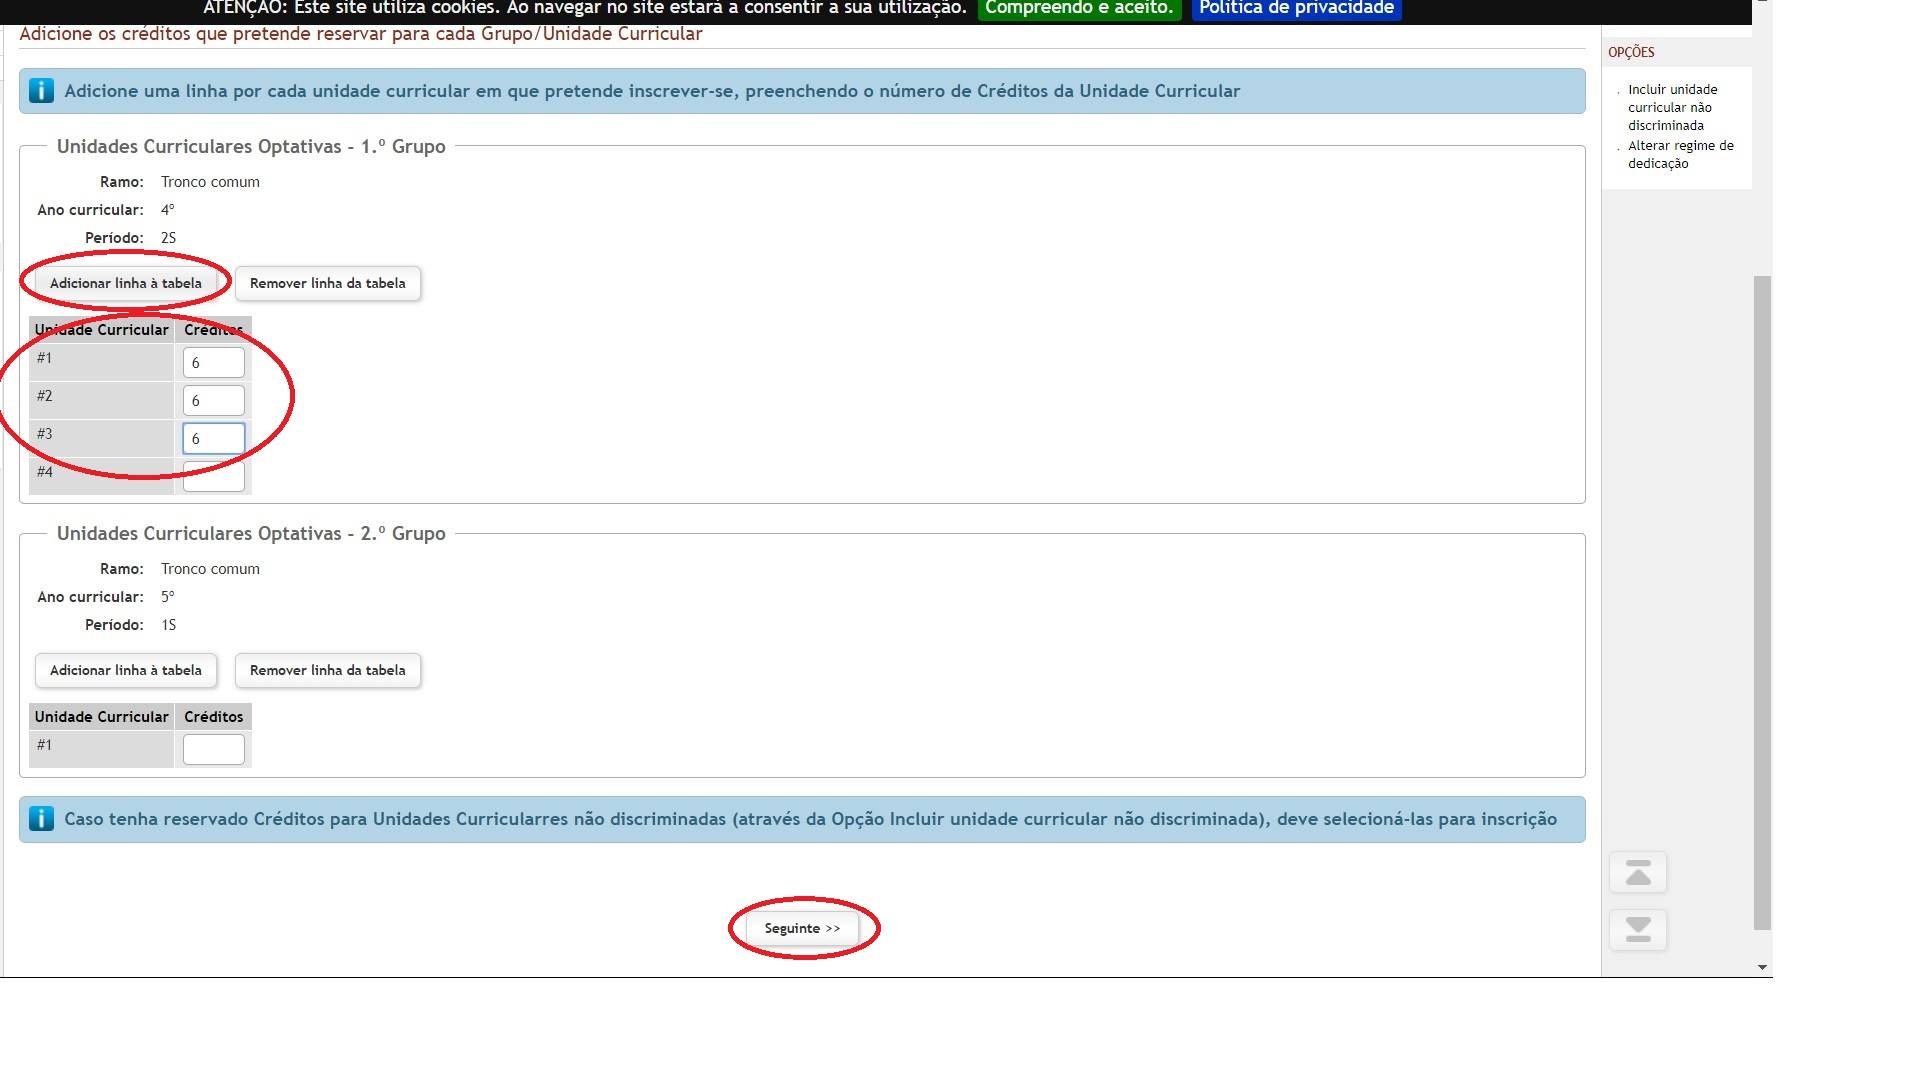 ATENÇÃO: Este site utiliza cookies. Ao navegar no site estará a consentir a sua utilização. Compreendo e aceito. Política de privacidade
Adicione os créditos que pretende reservar para cada Grupo/Unidade Curricular
Adicione uma linha por cada unidade curricular em que pretende inscrever-se, preenchendo o número de Créditos da Unidade Curricular
Unidades Curriculares Optativas - 1.º Grupo
Ramo: Tronco comum
Ano curricular: 4º
Período: 2S
Adicionar linha à tabela Remover linha da tabela
Unidade Curricular Créditos
#1 6
#2 6
#3 6
#4
Unidades Curriculares Optativas - 2.º Grupo
Ramo: Tronco comum
Ano curricular: 5º
Período: 1S
Adicionar linha à tabela Remover linha da tabela
Unidade Curricular Créditos
#1
Caso tenha reservado Créditos para Unidades Curricularres não discriminadas (através da Opção Incluir unidade curricular não discriminada), deve selecioná-las para inscrição
Seguinte >>
OPÇÕES
. Incluir unidade
curricular não
discriminada
. Alterar regime de
dedicação